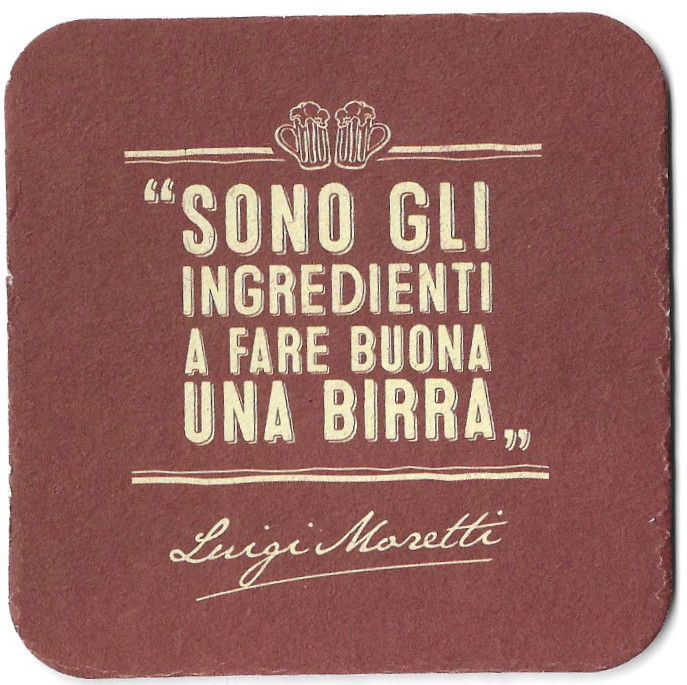 “SONO GLI
INGREDIENTI
A FARE BUONA
UNA BIRRA„
Luigi Moretti